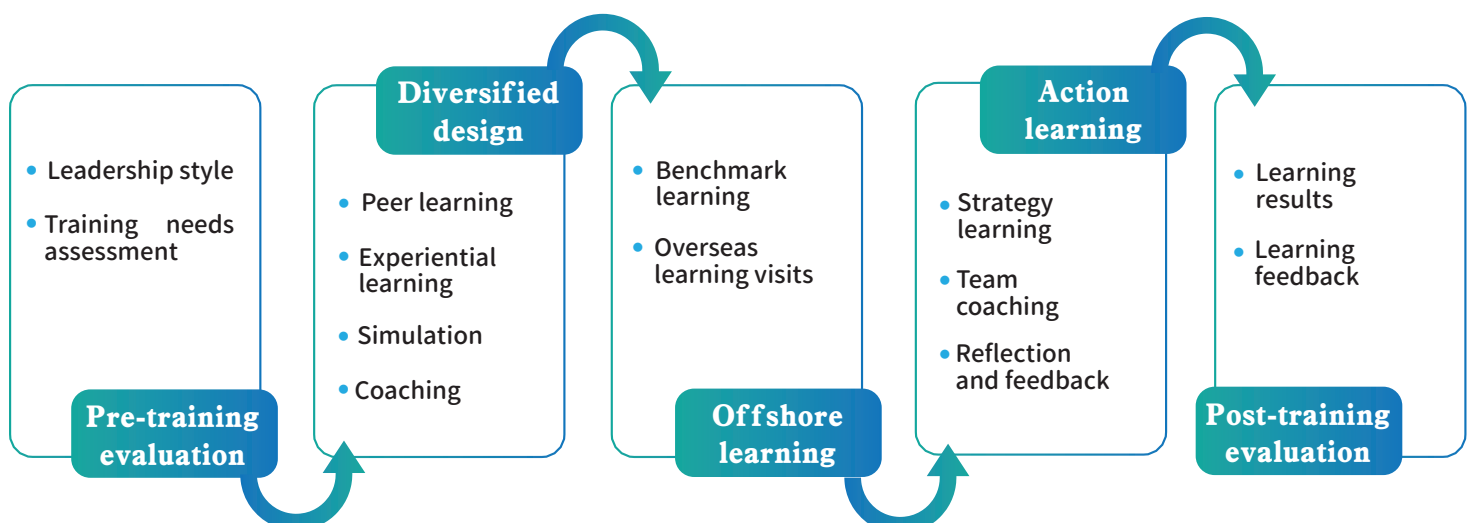 Leadership style
Training needs
assessment
Pre-training
evaluation
Diversified
design
Peer learning
Experiential
learning
Simulation
Coaching
Benchmark
learning
Overseas
learning visits
Offshore
learning
Action
learning
Strategy
learning
Team
coaching
Reflection
and feedback
Learning
results
Learning
feedback
Post-training
evaluation